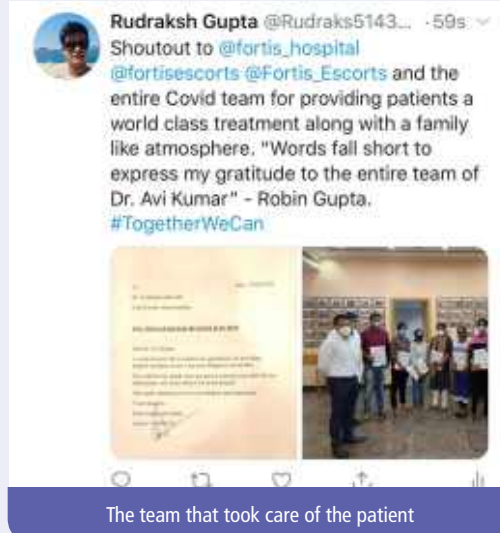 Rudraksh Gupta @Rudraks5143... · 59s
Shoutout to @fortis_hospital
@fortisescorts @Fortis_Escorts and the
entire Covid team for providing patients a
world class treatment along with a family
like atmosphere. "Words fall short to
express my gratitude to the entire team of
Dr. Avi Kumar" - Robin Gupta.
#TogetherWeCan
The team that took care of the patient